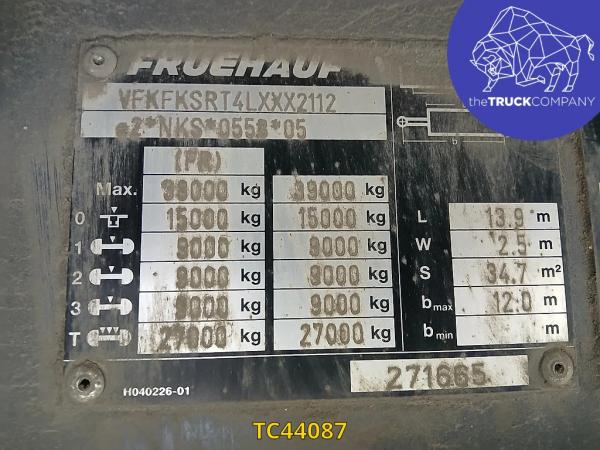 FRUEHAUF
theTRUCKCOMPANY
VFKFKSRT4LXXX2112
e2*NKS*0558*05
b
(FR)
Max. 38000 kg 39000 kg
0 15000 kg 15000 kg L 13.9 m
1 9000 kg 9000 kg W 2.5 m
2 9000 kg 9000 kg S 34.7 m²
3 9000 kg 9000 kg bmax 12.0 m
T 27000 kg 27000 kg bmin m
H040226-01 271665
TC44087